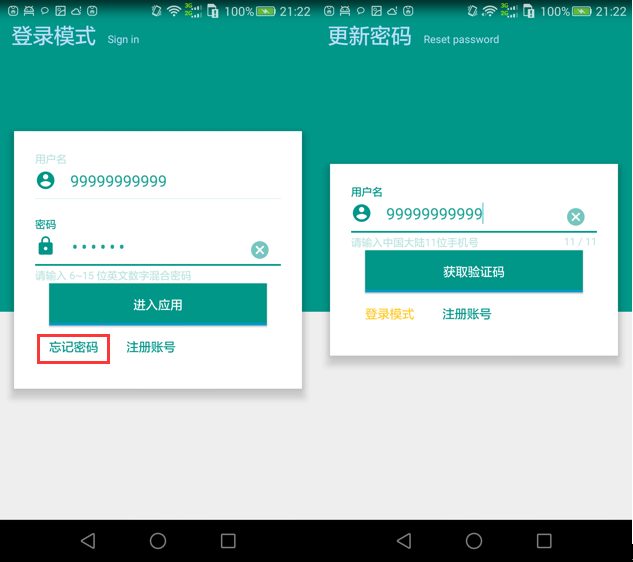 100% 21:22
登录模式 Sign in
用户名
99999999999
密码
请输入 6~15 位英文数字混合密码
进入应用
忘记密码 注册账号
100% 21:22
更新密码 Reset password
用户名
99999999999
请输入中国大陆11位手机号 11 / 11
获取验证码
登录模式 注册账号